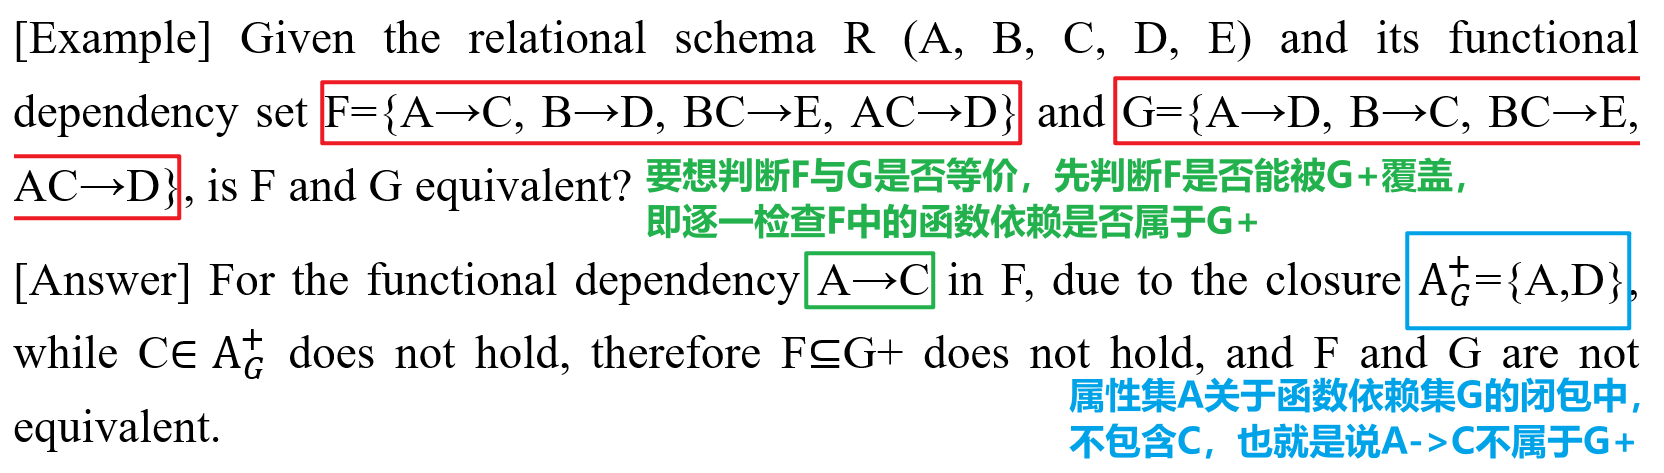 [Example] Given the relational schema R (A, B, C, D, E) and its functional
dependency set F={A→C, B→D, BC→E, AC→D} and G={A→D, B→C, BC→E,
AC→D}, is F and G equivalent? 要想判断F与G是否等价，先判断F是否能被G+覆盖，
即逐一检查F中的函数依赖是否属于G+
[Answer] For the functional dependency A→C in F, due to the closure A_G^+={A,D},
while C∈ A_G^+ does not hold, therefore F⊆G+ does not hold, and F and G are not
equivalent.
属性集A关于函数依赖集G的闭包中，
不包含C，也就是说A->C不属于G+